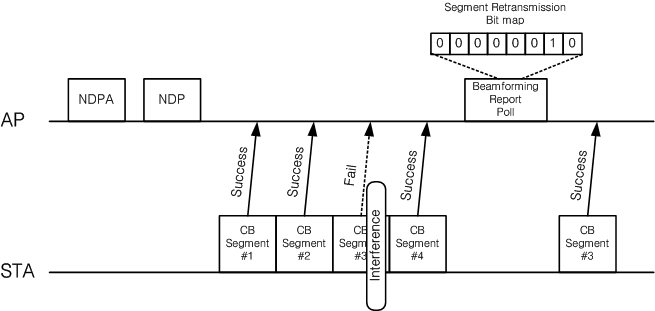 Segment Retransmission
Bit map
0 0 0 0 0 0 1 0
NDPA
NDP
Beamforming
Report
Poll
AP
Success
Success
Fail
Success
Success
Interference
CB
Segment
#1
CB
Segment
#2
CB
Segm
#3
CB
Segment
#4
CB
Segment
#3
STA